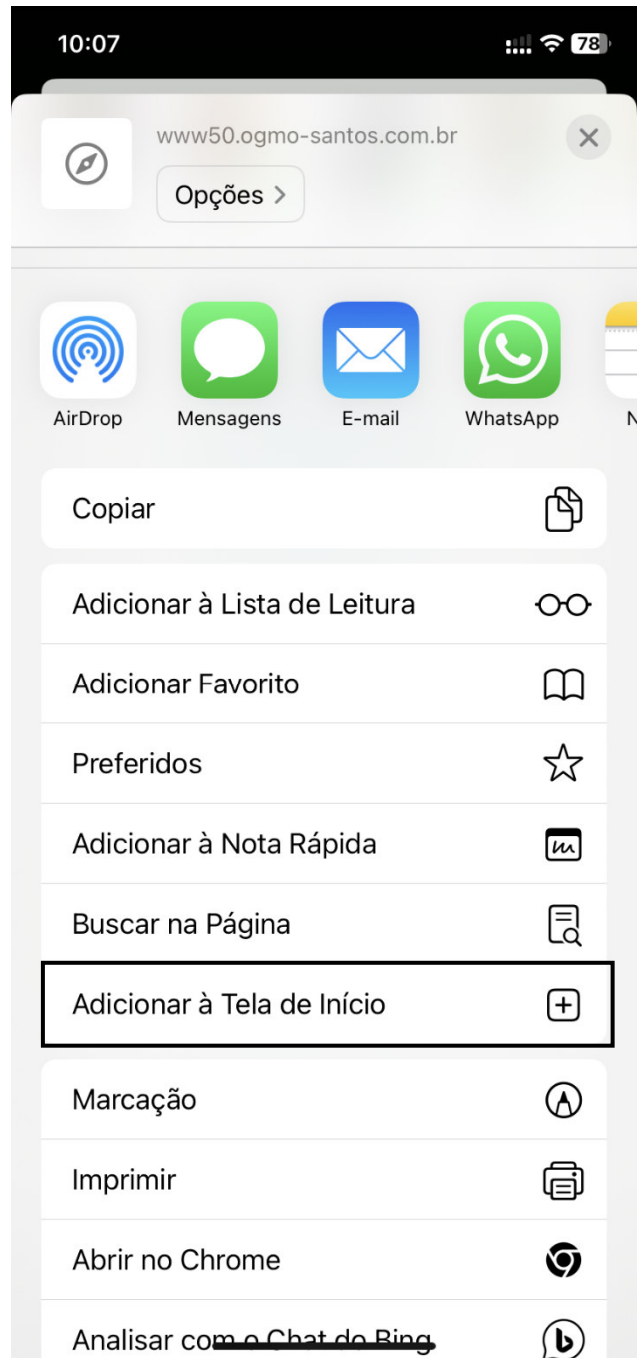 10:07
78
www50.ogmo-santos.com.br
Opções >
AirDrop
Mensagens
E-mail
WhatsApp
N
Copiar
Adicionar à Lista de Leitura
Adicionar Favorito
Preferidos
Adicionar à Nota Rápida
Buscar na Página
Adicionar à Tela de Início
Marcação
Imprimir
Abrir no Chrome
Analisar com o Chat do Bing